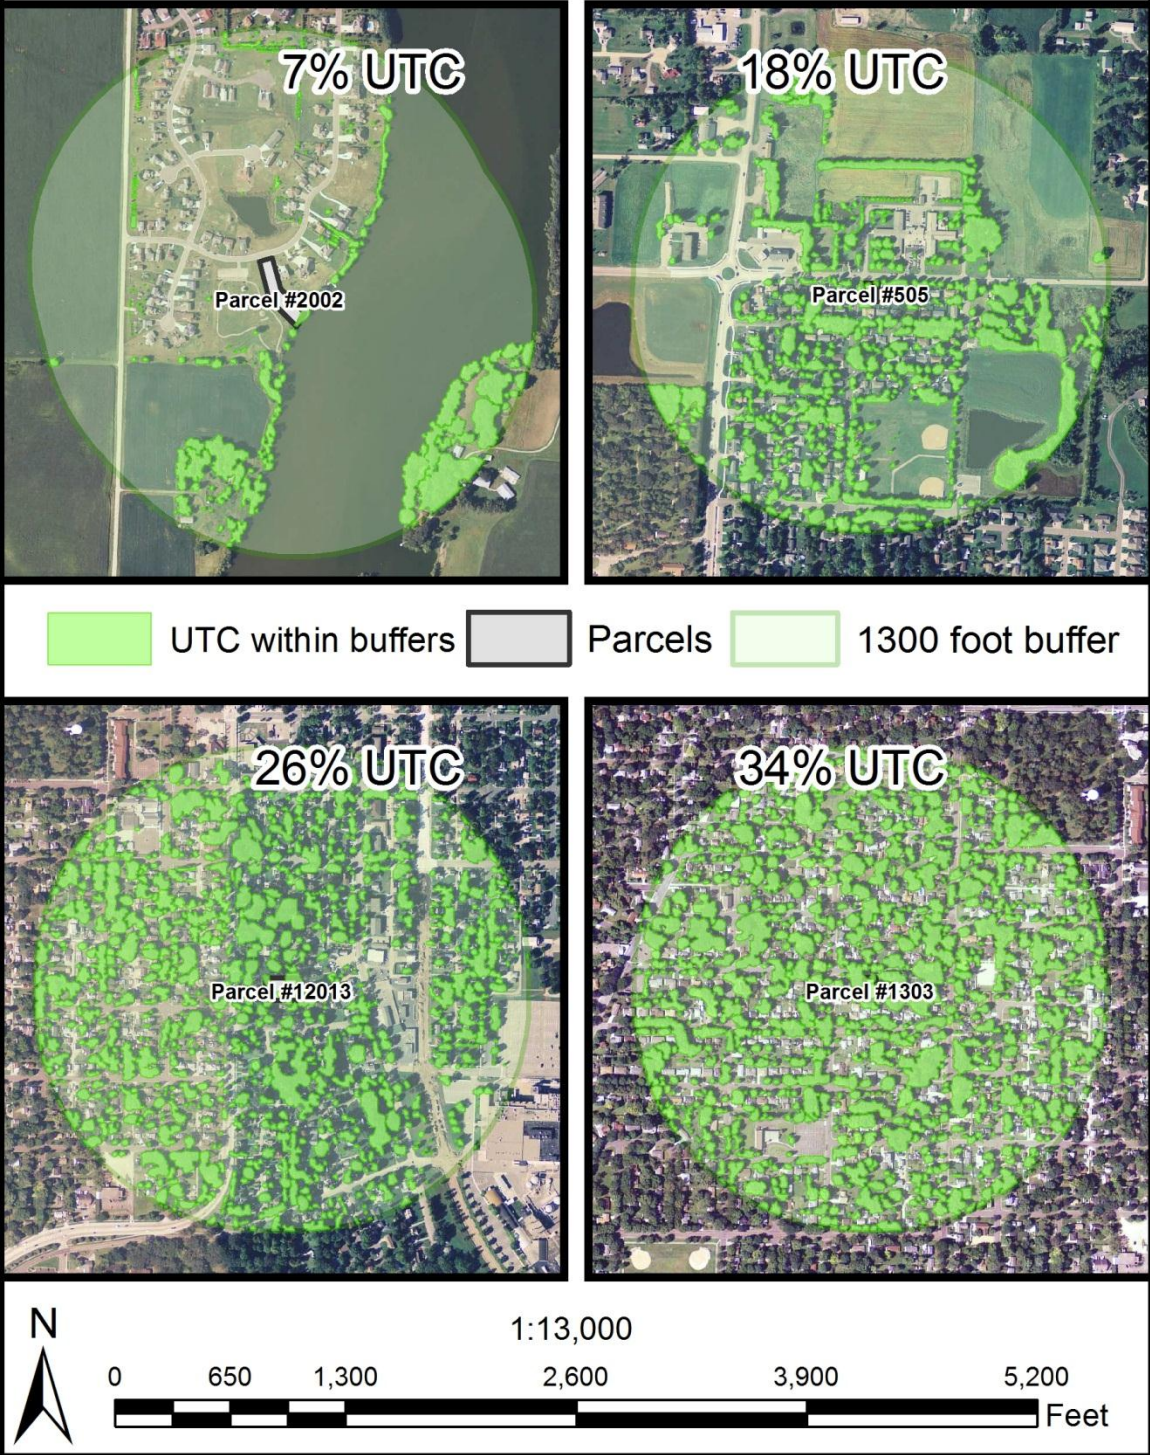 7% UTC
18% UTC
Parcel #2002
Parcel #505
UTC within buffers
Parcels
1300 foot buffer
26% UTC
34% UTC
Parcel #12013
Parcel #1303
N
1:13,000
0 650 1,300 2,600 3,900 5,200
Feet